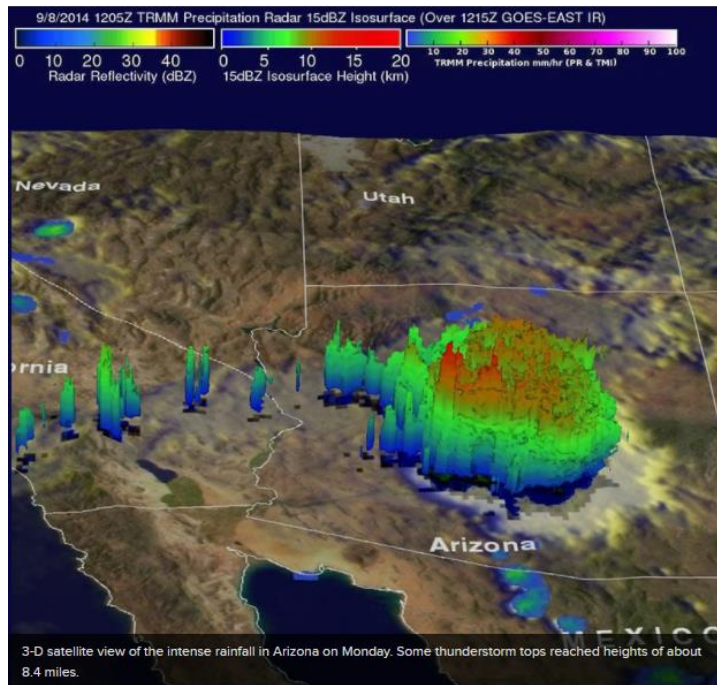 9/8/2014 1205Z TRMM Precipitation Radar 15dBZ Isosurface (Over 1215Z GOES-EAST IR)
0 10 20 30 40 0 5 10 15 20 10 20 30 40 50 60 70 80 90 100
Radar Reflectivity (dBZ) 15dBZ Isosurface Height (km) TRMM Precipitation mm/hr (PR & TMI)
Nevada
Utah
ornia
Arizona
MEXICO
3-D satellite view of the intense rainfall in Arizona on Monday. Some thunderstorm tops reached heights of about
8.4 miles.